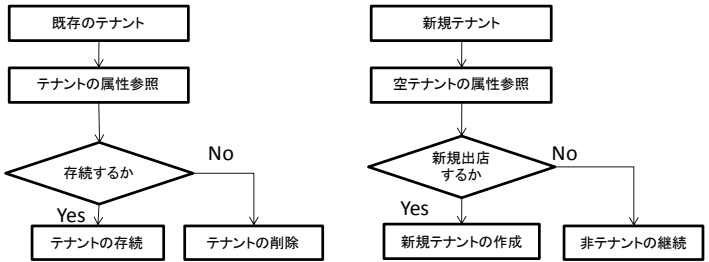 既存のテナント
テナントの属性参照
存続するか
No
Yes
テナントの存続
テナントの削除
新規テナント
空テナントの属性参照
新規出店
するか
No
Yes
新規テナントの作成
非テナントの継続